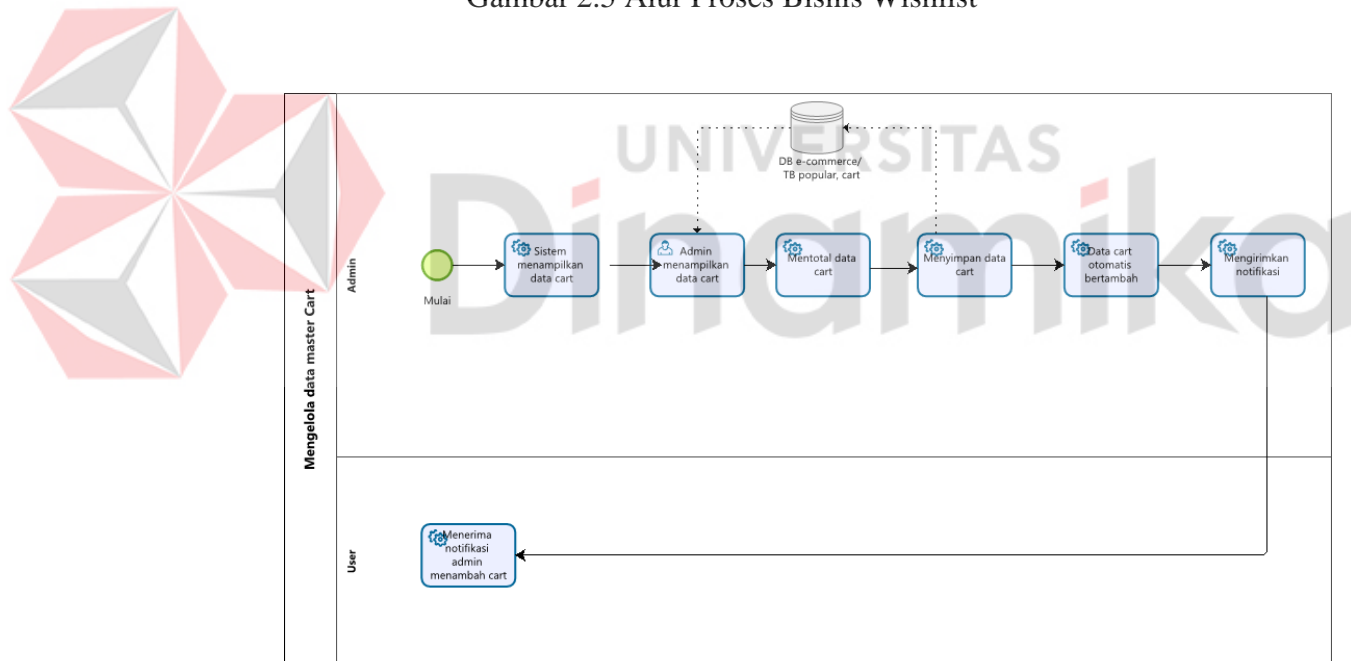 Gambar 2.5 Alur Proses Bisnis Wishlist
UNIVERSITAS
Dinamika
Mengelola data master Cart
Admin
DB e-commerce/
TB popular, cart
Mulai
Sistem
menampilkan
data cart
Admin
menampilkan
data cart
Mentotal data
cart
Menyimpan data
cart
Data cart
otomatis
bertambah
Mengirimkan
notifikasi
User
Menerima
notifikasi
admin
menambah cart